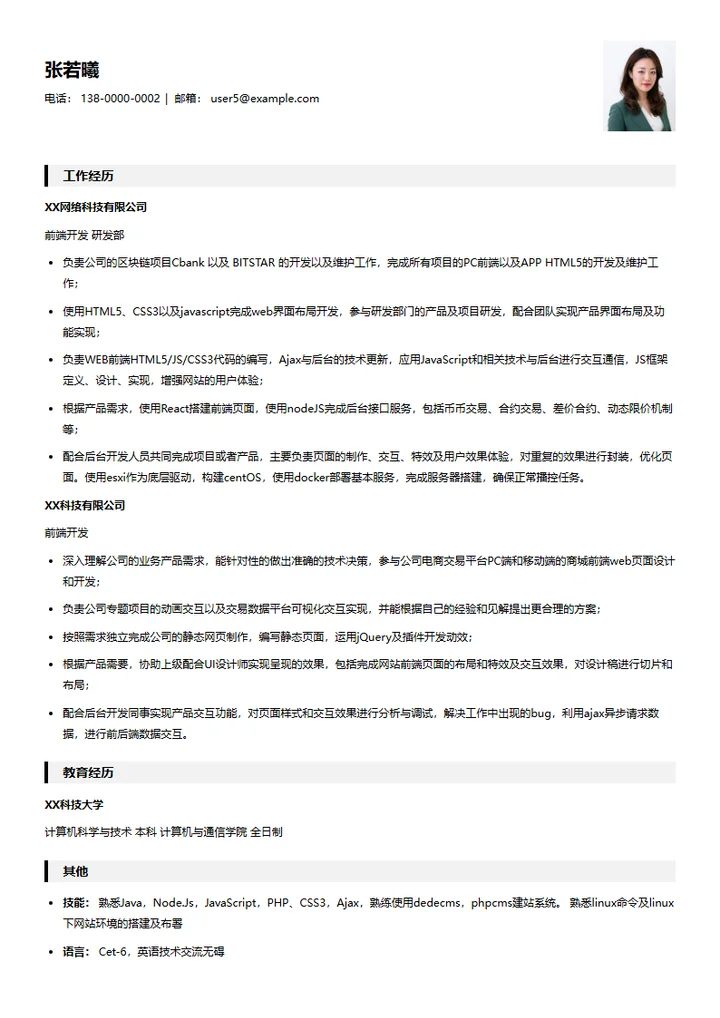 张若曦
电话： 138-0000-0002 | 邮箱： user5@example.com
工作经历
XX网络科技有限公司
前端开发 研发部
• 负责公司的区块链项目Cbank 以及 BITSTAR 的开发以及维护工作，完成所有项目的PC前端以及APP HTML5的开发及维护工
作；
• 使用HTML5、CSS3以及javascript完成web界面布局开发，参与研发部门的产品及项目研发，配合团队实现产品界面布局及功
能实现；
• 负责WEB前端HTML5/JS/CSS3代码的编写，Ajax与后台的技术更新，应用JavaScript和相关技术与后台进行交互通信，JS框架
定义、设计、实现，增强网站的用户体验；
• 根据产品需求，使用React搭建前端页面，使用nodeJS完成后台接口服务，包括币币交易、合约交易、差价合约、动态限价机制
等；
• 配合后台开发人员共同完成项目或者产品，主要负责页面的制作、交互、特效及用户效果体验，对重复的效果进行封装，优化页
面。使用esxi作为底层驱动，构建centOS，使用docker部署基本服务，完成服务器搭建，确保正常播控任务。
XX科技有限公司
前端开发
• 深入理解公司的业务产品需求，能针对性的做出准确的技术决策，参与公司电商交易平台PC端和移动端的商城前端web页面设计
和开发；
• 负责公司专题项目的动画交互以及交易数据平台可视化交互实现，并能根据自己的经验和见解提出更合理的方案；
• 按照需求独立完成公司的静态网页制作，编写静态页面，运用jQuery及插件开发动效；
• 根据产品需要，协助上级配合UI设计师实现呈现的效果，包括完成网站前端页面的布局和特效及交互效果，对设计稿进行切片和
布局；
• 配合后台开发同事实现产品交互功能，对页面样式和交互效果进行分析与调试，解决工作中出现的bug，利用ajax异步请求数
据，进行前后端数据交互。
教育经历
XX科技大学
计算机科学与技术 本科 计算机与通信学院 全日制
其他
• 技能： 熟悉Java，Node.Js，JavaScript，PHP、CSS3，Ajax，熟练使用dedecms，phpcms建站系统。 熟悉linux命令及linux
下网站环境的搭建及布署
• 语言： Cet-6，英语技术交流无碍